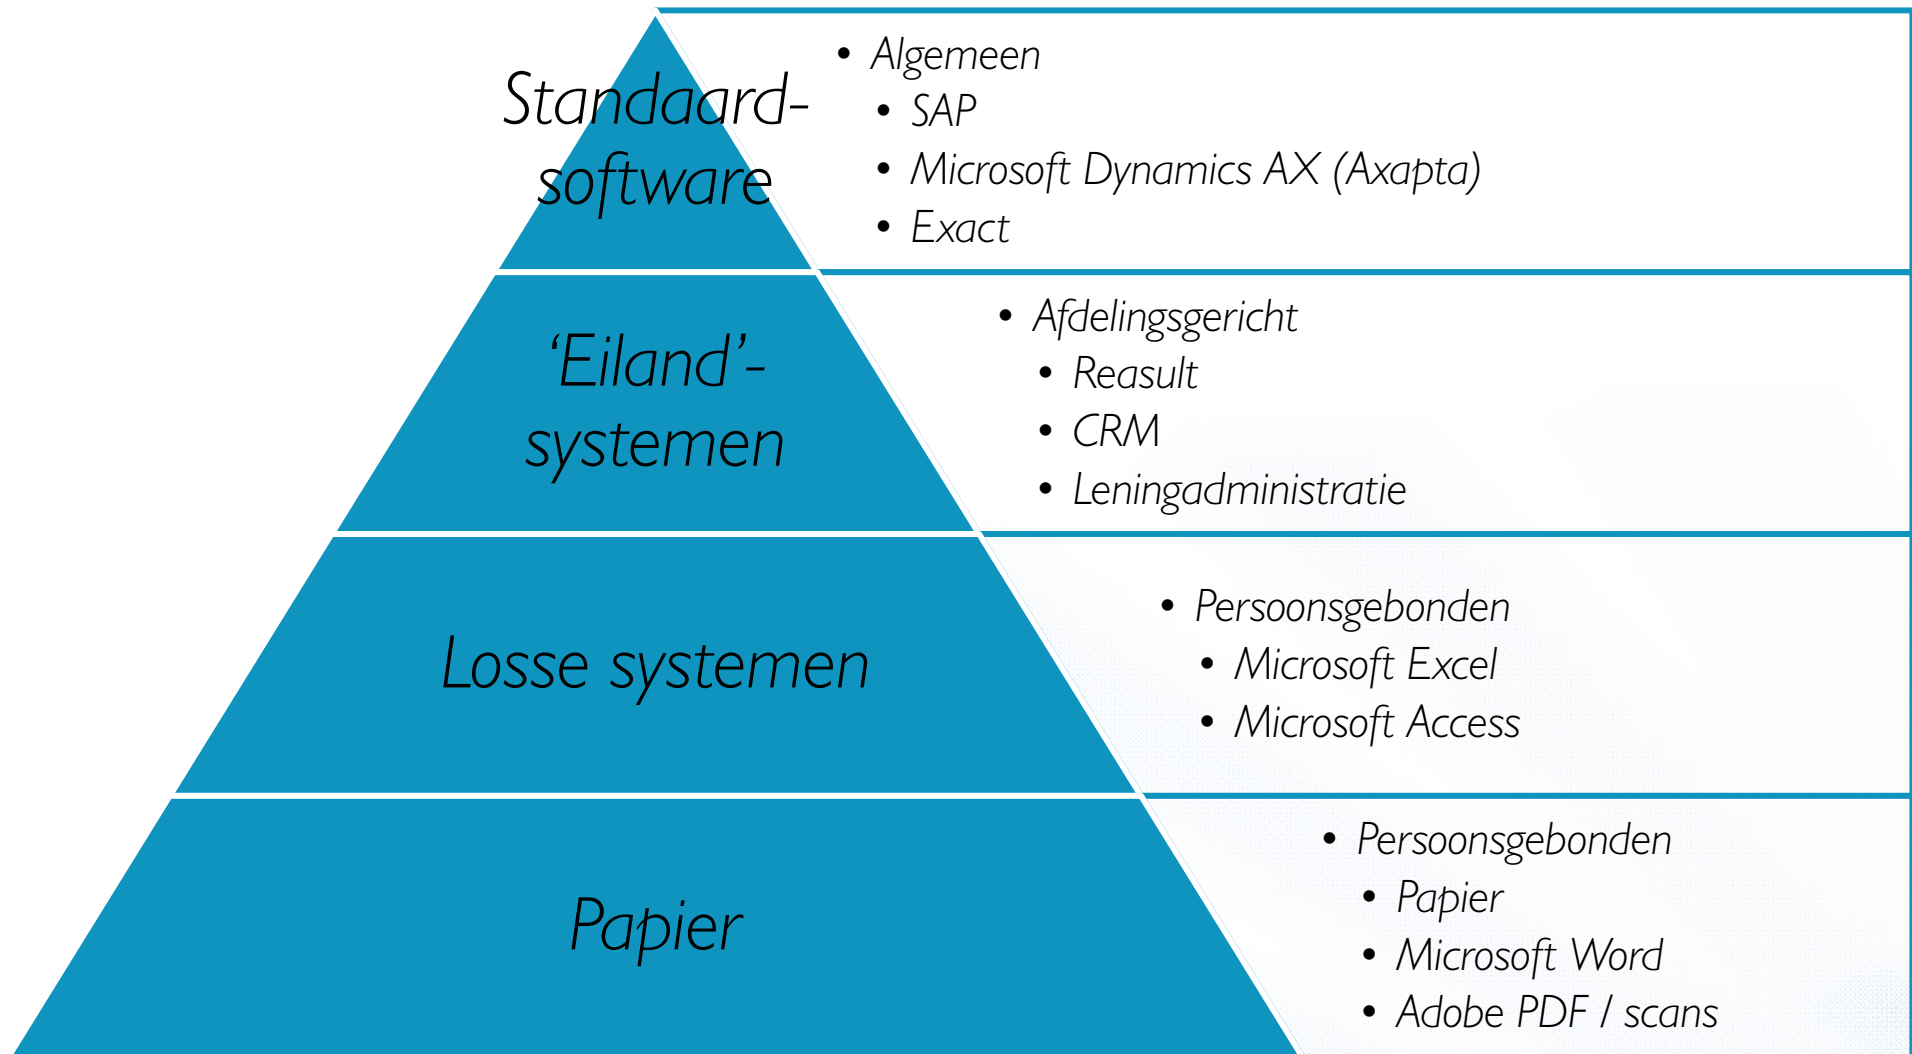 Standaard-
software
• Algemeen
• SAP
• Microsoft Dynamics AX (Axapta)
• Exact
‘Eiland’-
systemen
• Afdelingsgericht
• Reasult
• CRM
• Leningadministratie
Losse systemen
• Persoonsgebonden
• Microsoft Excel
• Microsoft Access
Papier
• Persoonsgebonden
• Papier
• Microsoft Word
• Adobe PDF / scans